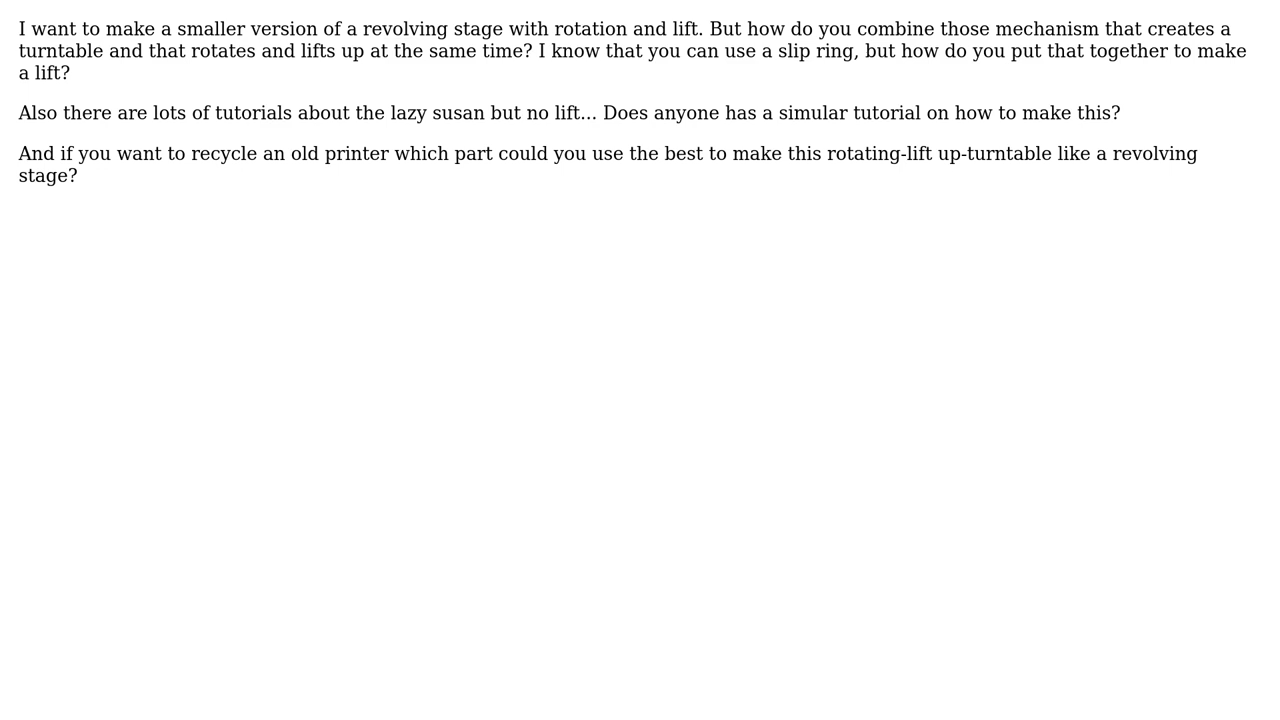 I want to make a smaller version of a revolving stage with rotation and lift. But how do you combine those mechanism that creates a
turntable and that rotates and lifts up at the same time? I know that you can use a slip ring, but how do you put that together to make
a lift?
Also there are lots of tutorials about the lazy susan but no lift... Does anyone has a simular tutorial on how to make this?
And if you want to recycle an old printer which part could you use the best to make this rotating-lift up-turntable like a revolving
stage?